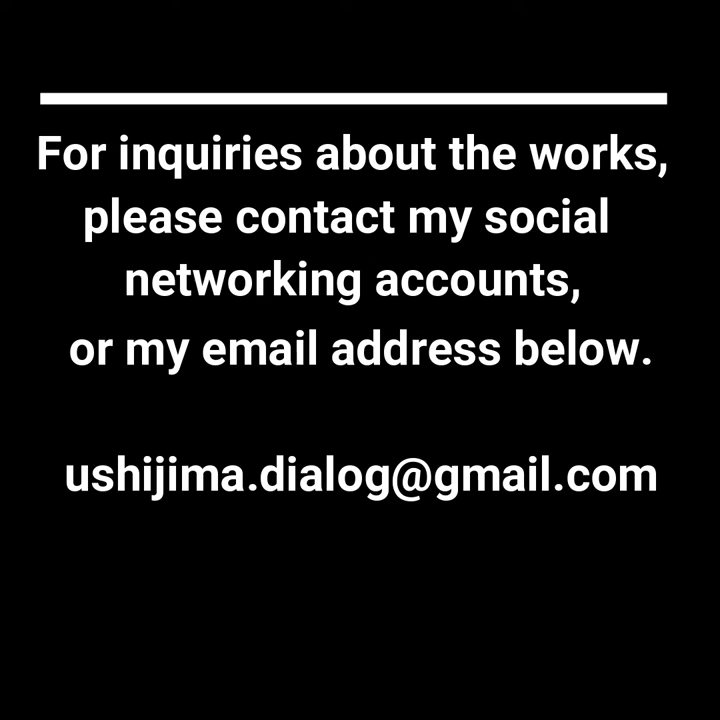 For inquiries about the works,
please contact my social
networking accounts,
or my email address below.
ushijima.dialog@gmail.com